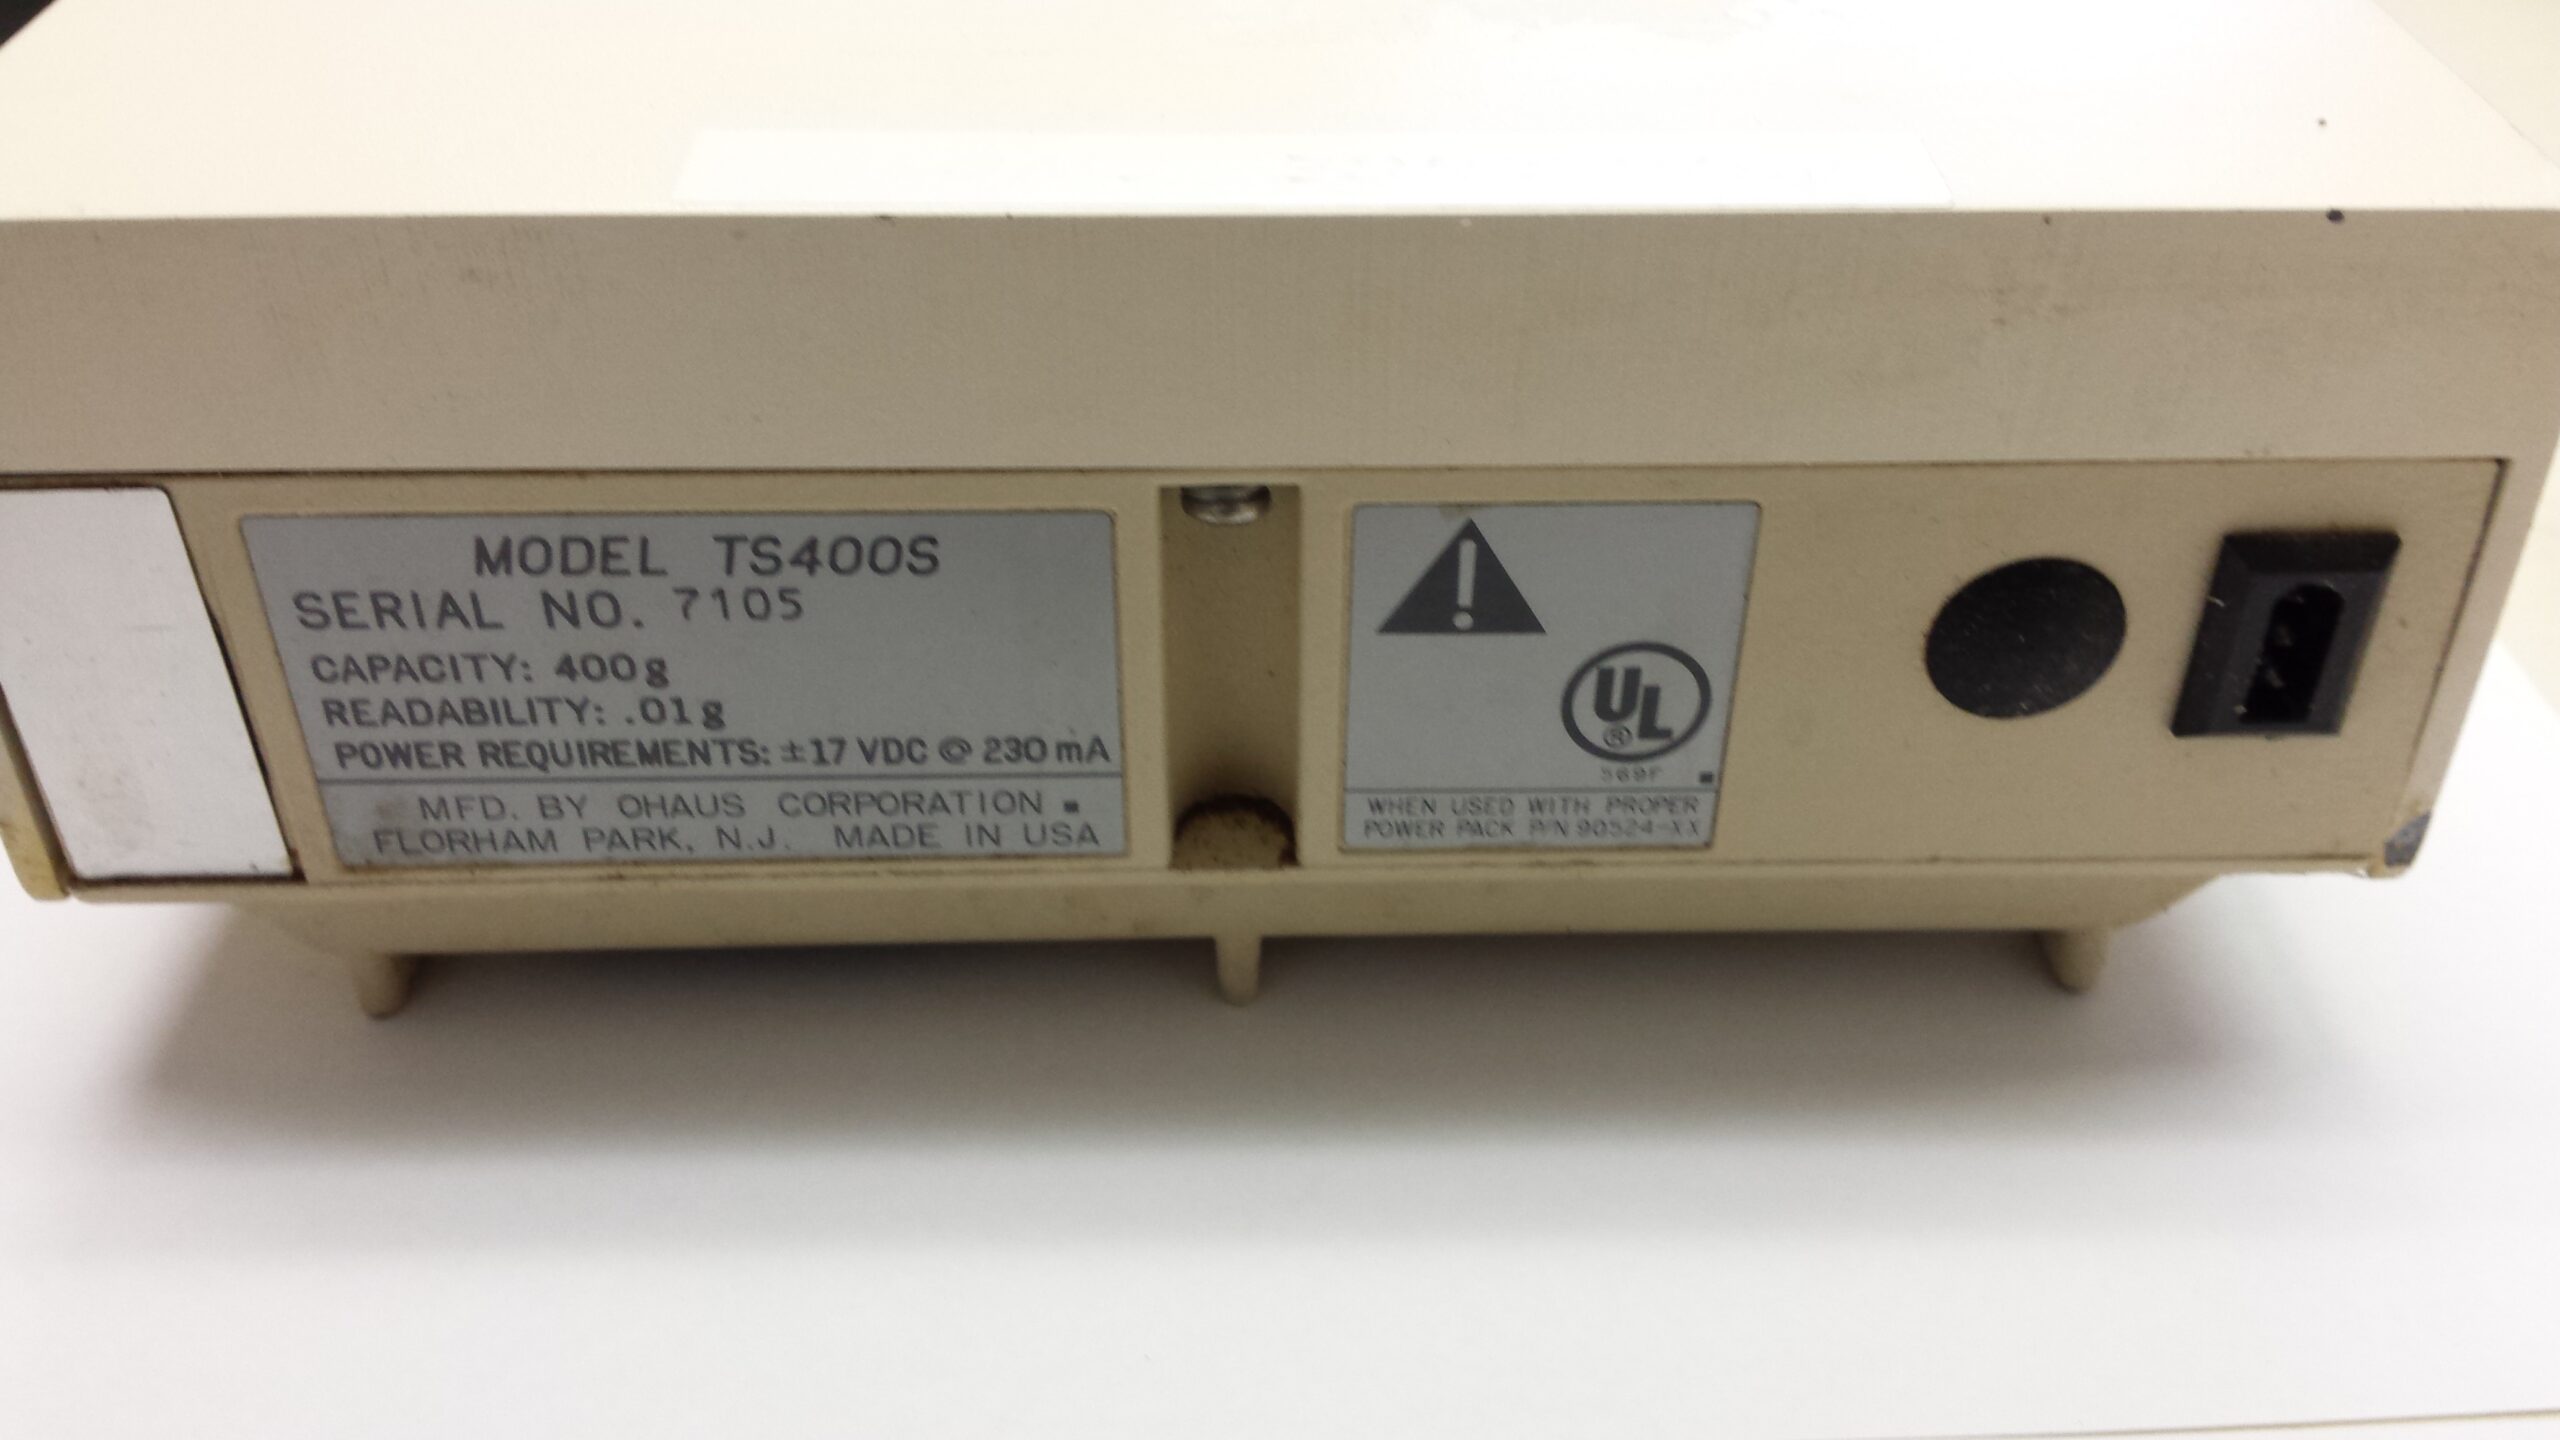 MODEL TS400S
SERIAL NO. 7105
CAPACITY: 400g
READABILITY: .01g
POWER REQUIREMENTS: ±17 VDC @ 230 mA
MFD. BY OHAUS CORPORATION
FLORHAM PARK, N.J. MADE IN USA
!
UL
®
569F
WHEN USED WITH PROPER
POWER PACK P/N 90524-XX